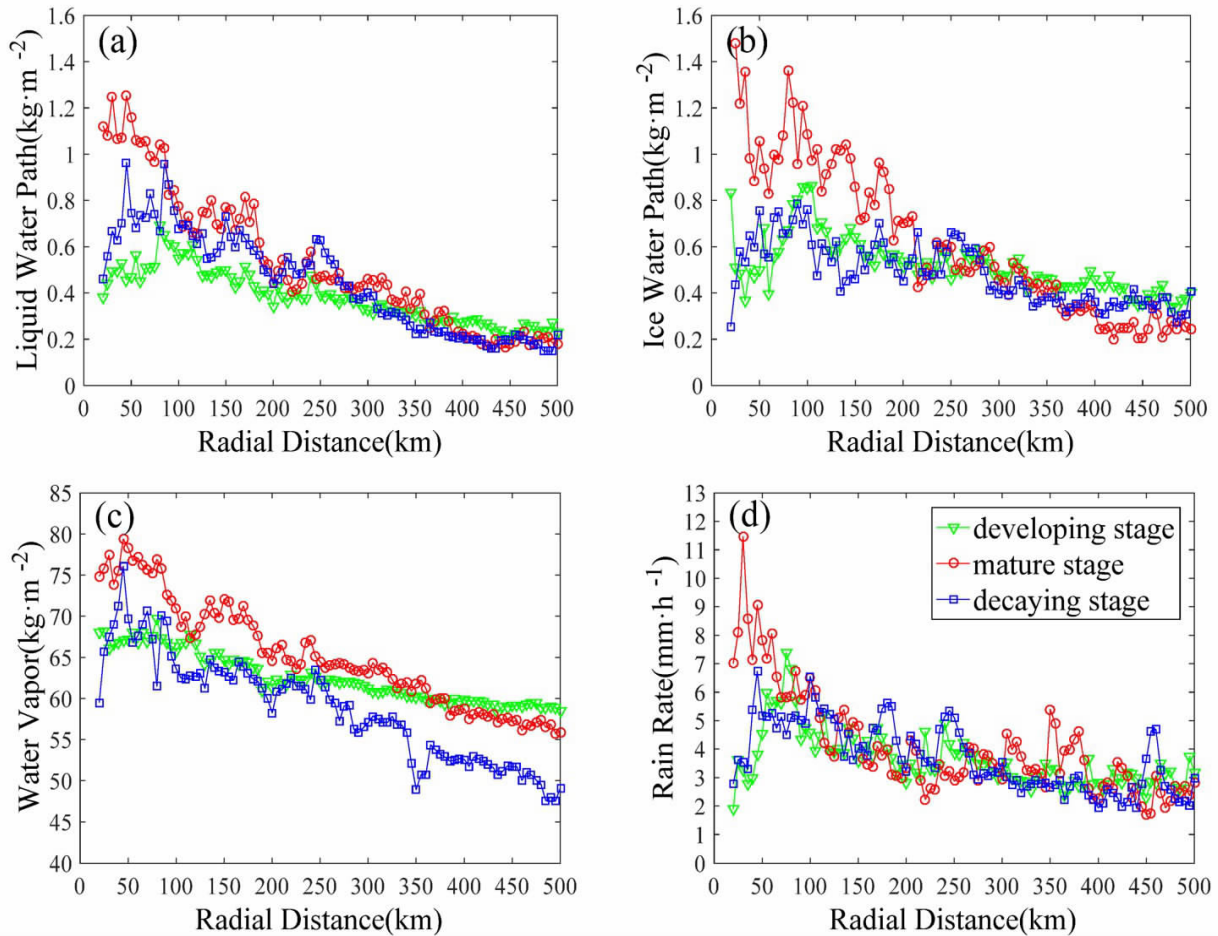 (a)
Liquid Water Path(kg·m⁻²)
1.6
1.4
1.2
1
0.8
0.6
0.4
0.2
0
0 50 100 150 200 250 300 350 400 450 500
Radial Distance(km)
(b)
Ice Water Path(kg·m⁻²)
1.6
1.4
1.2
1
0.8
0.6
0.4
0.2
0
0 50 100 150 200 250 300 350 400 450 500
Radial Distance(km)
(c)
Water Vapor(kg·m⁻²)
85
80
75
70
65
60
55
50
45
40
0 50 100 150 200 250 300 350 400 450 500
Radial Distance(km)
(d)
Rain Rate(mm·h⁻¹)
13
12
11
10
9
8
7
6
5
4
3
2
1
0
developing stage
mature stage
decaying stage
0 50 100 150 200 250 300 350 400 450 500
Radial Distance(km)